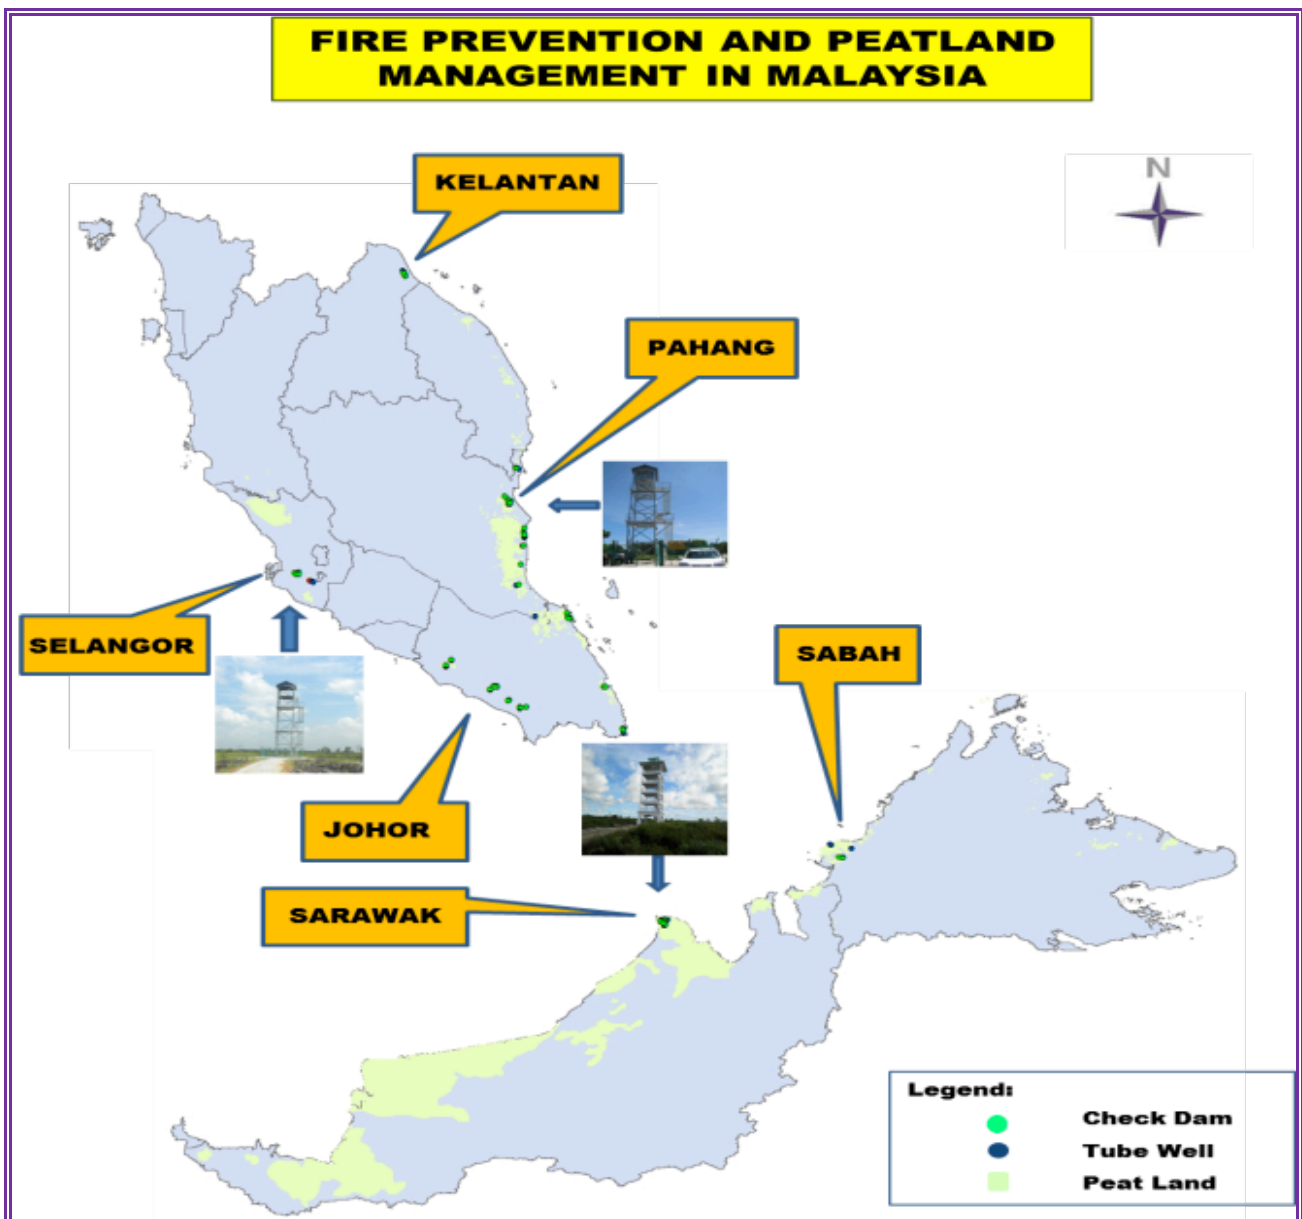 FIRE PREVENTION AND PEATLAND
MANAGEMENT IN MALAYSIA
N
KELANTAN
PAHANG
SELANGOR
SABAH
JOHOR
SARAWAK
Legend:
Check Dam
Tube Well
Peat Land